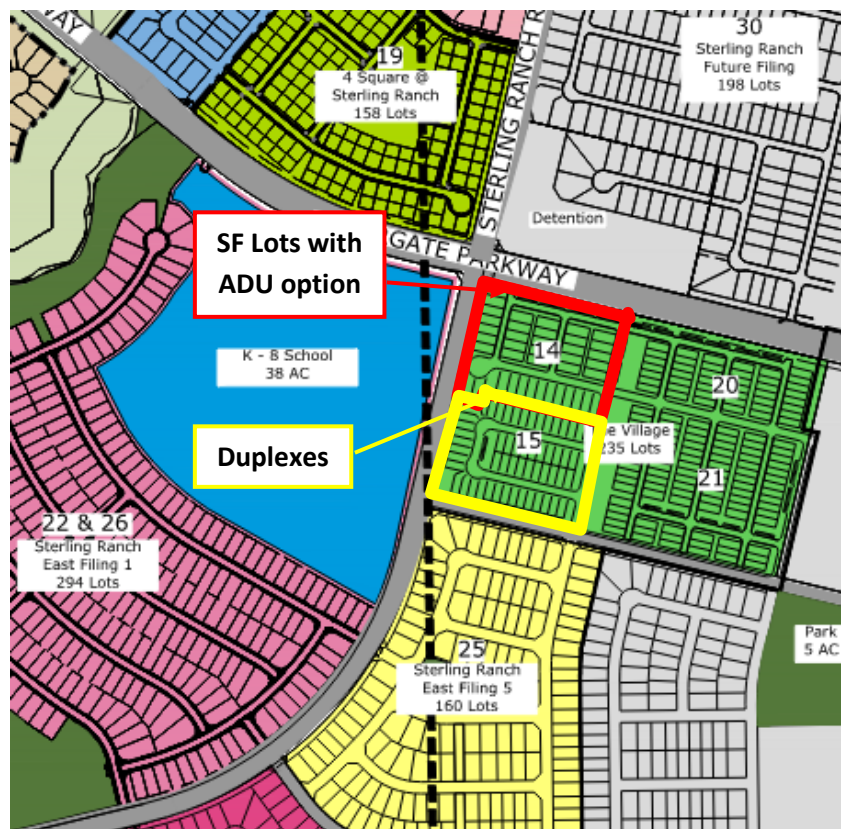 WAY
19
4 Square @
Sterling Ranch
158 Lots
STERLING RANCH R
30
Sterling Ranch
Future Filing
198 Lots
Detention
SF Lots with
ADU option
GATE PARKWAY
K - 8 School
38 AC
14
20
Duplexes
15
e Village
235 Lots
21
22 & 26
Sterling Ranch
East Filing 1
294 Lots
25
Sterling Ranch
East Filing 5
160 Lots
Park
5 AC